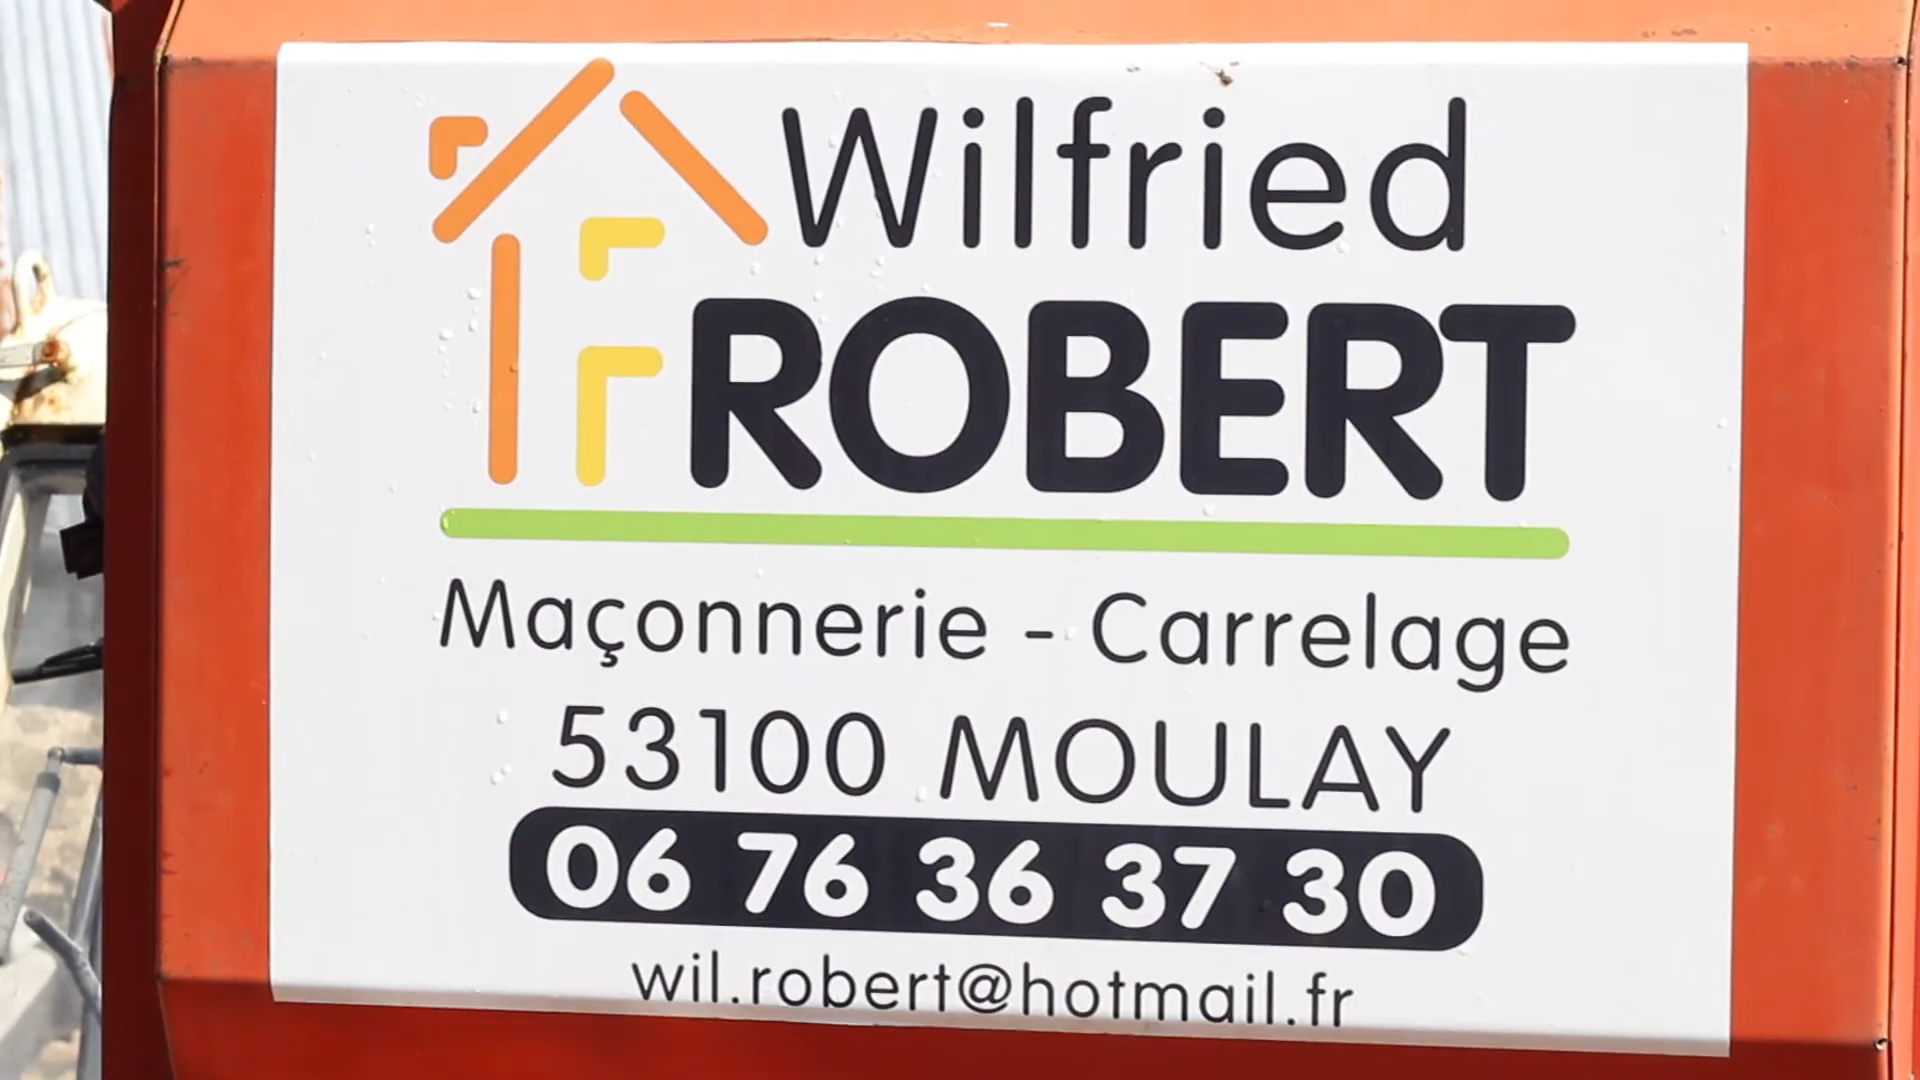 Wilfried
ROBERT
Maçonnerie - Carrelage
53100 MOULAY
06 76 36 37 30
wil.robert@hotmail.fr